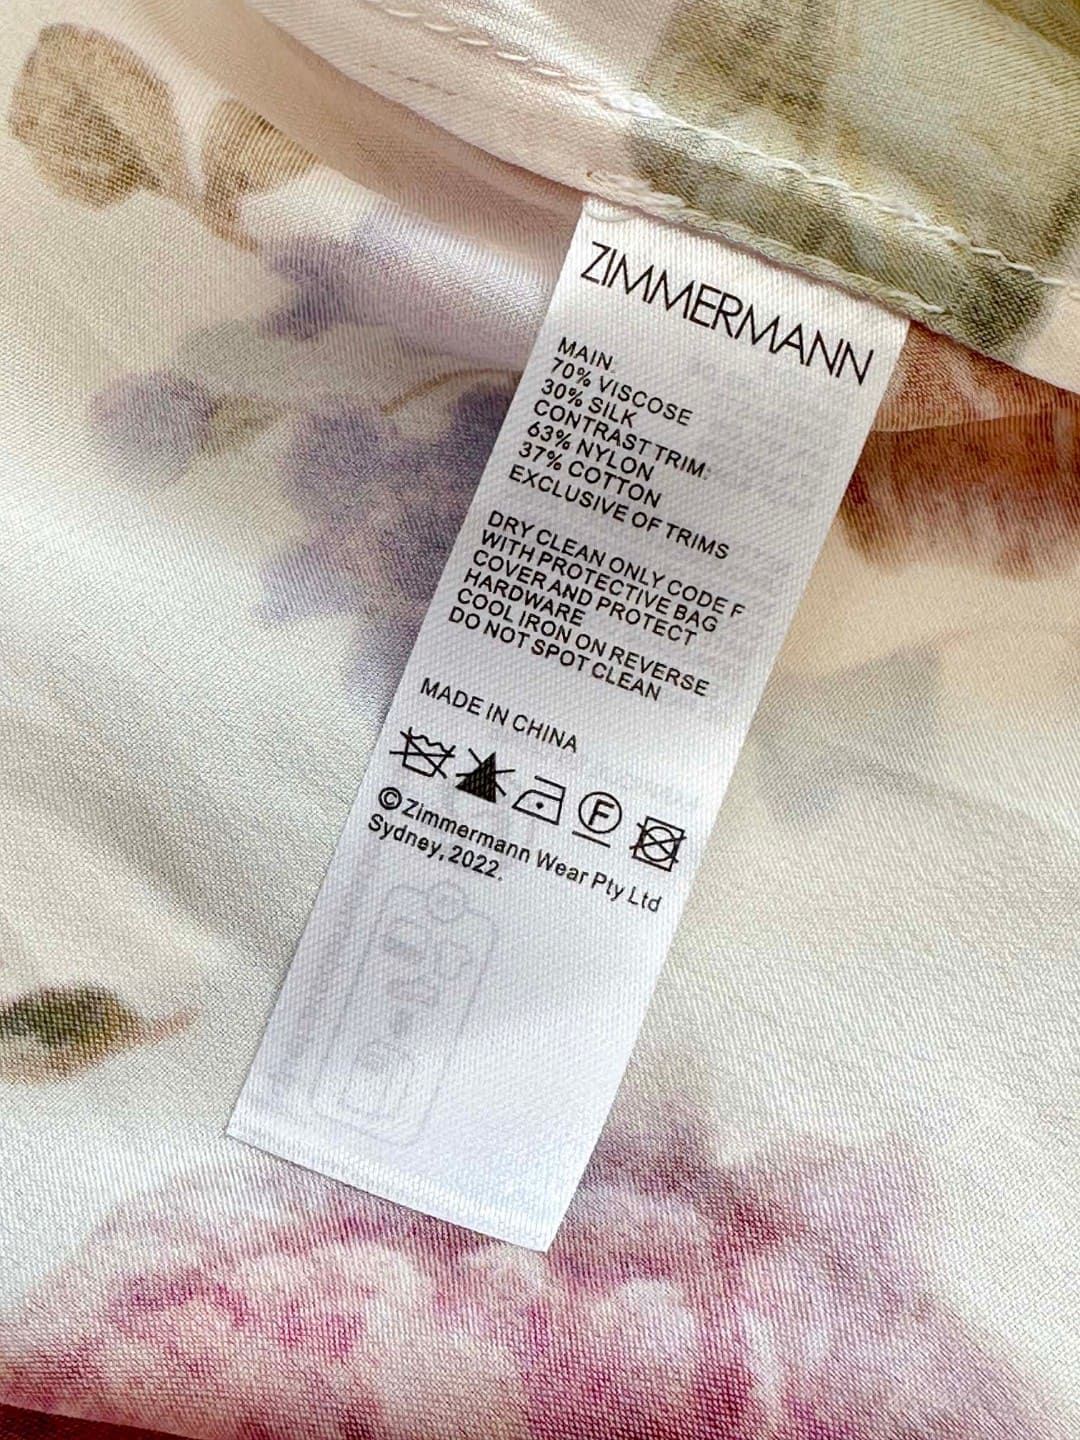 ZIMMERMANN
MAIN:
70% VISCOSE
30% SILK
CONTRAST TRIM:
63% NYLON
37% COTTON
EXCLUSIVE OF TRIMS
DRY CLEAN ONLY CODE F
WITH PROTECTIVE BAG
COVER AND PROTECT
HARDWARE
COOL IRON ON REVERSE
DO NOT SPOT CLEAN
MADE IN CHINA
F
©Zimmermann Wear Pty Ltd
Sydney, 2022.